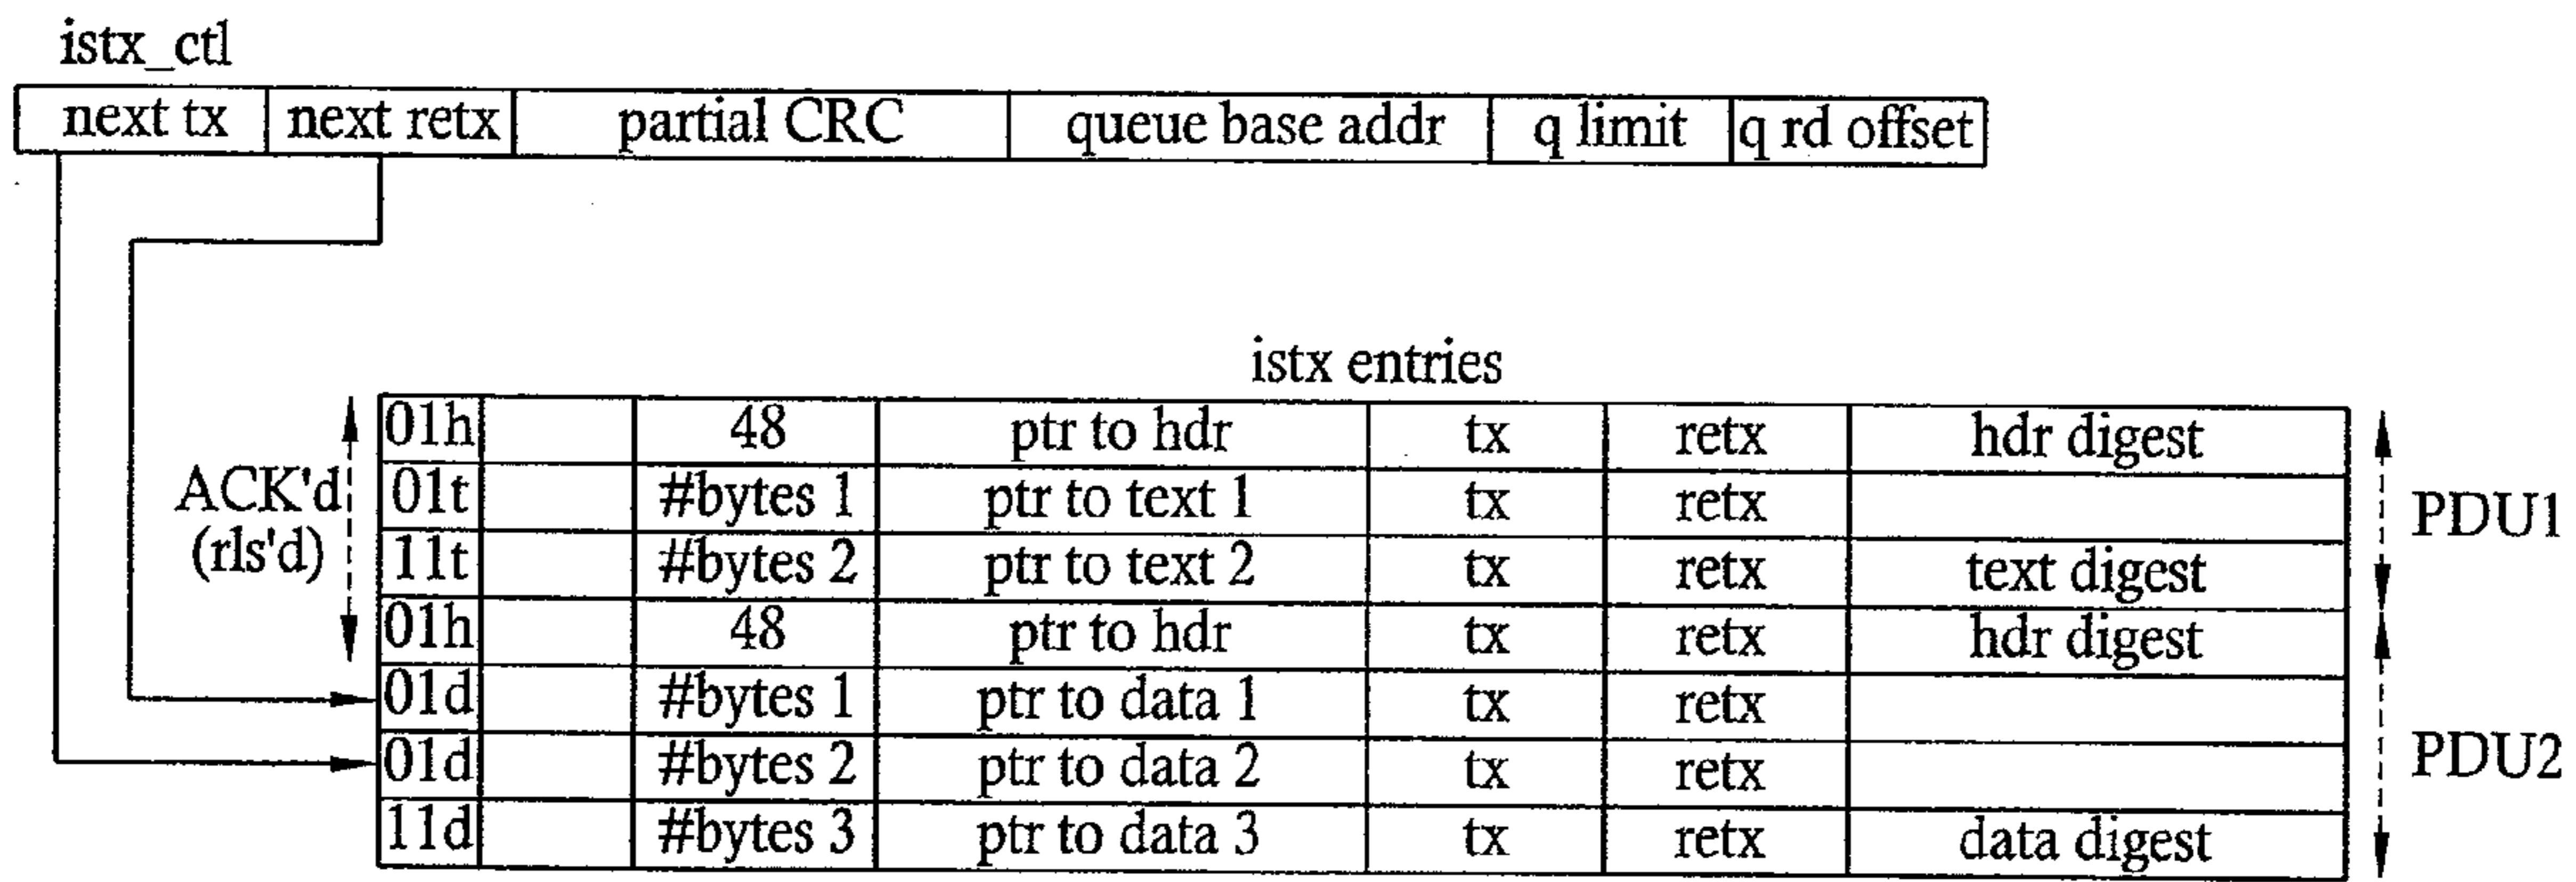 istx_ctl
next tx next retx partial CRC queue base addr q limit q rd offset
istx entries
01h 48 ptr to hdr tx retx hdr digest
01t #bytes 1 ptr to text 1 tx retx
11t #bytes 2 ptr to text 2 tx retx text digest
01h 48 ptr to hdr tx retx hdr digest
01d #bytes 1 ptr to data 1 tx retx
01d #bytes 2 ptr to data 2 tx retx
11d #bytes 3 ptr to data 3 tx retx data digest
ACK'd
(rls'd)
PDU1
PDU2